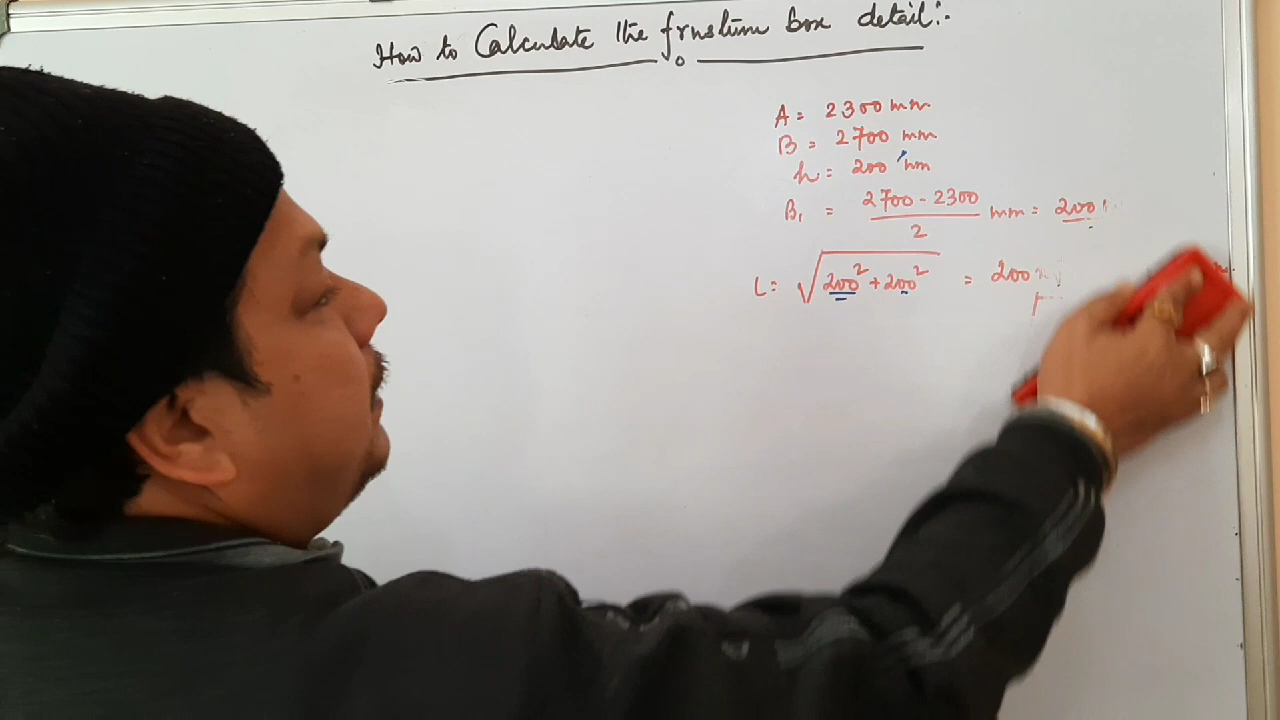 How to Calculate the frustum box detail:-
A = 2300 mm
B = 2700 mm
h = 200 mm
B₁ = 2700 - 2300 / 2 mm = 200
L = √200² + 200² = 200